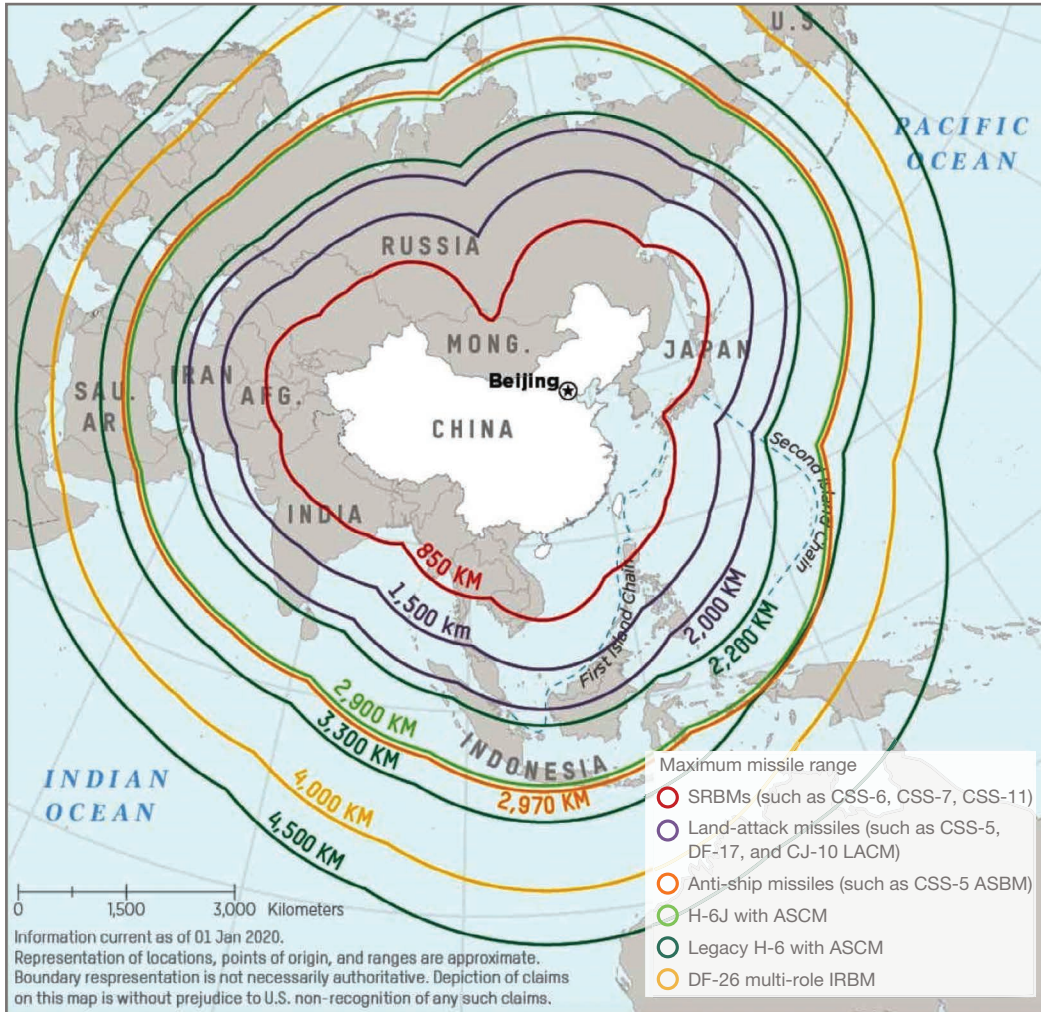 U.S.
PACIFIC
OCEAN
RUSSIA
MONG.
JAPAN
Beijing
IRAN
AFG.
SAU.
AR.
CHINA
Second Island Chain
INDIA
850 KM
1,500 km
First Island Chain
2,000 KM
2,200 KM
2,900 KM
3,300 KM
INDONESIA
2,970 KM
4,000 KM
4,500 KM
INDIAN
OCEAN
Maximum missile range
SRBMs (such as CSS-6, CSS-7, CSS-11)
Land-attack missiles (such as CSS-5,
DF-17, and CJ-10 LACM)
Anti-ship missiles (such as CSS-5 ASBM)
H-6J with ASCM
Legacy H-6 with ASCM
DF-26 multi-role IRBM
0 1,500 3,000 Kilometers
Information current as of 01 Jan 2020.
Representation of locations, points of origin, and ranges are approximate.
Boundary respresentation is not necessarily authoritative. Depiction of claims
on this map is without prejudice to U.S. non-recognition of any such claims.